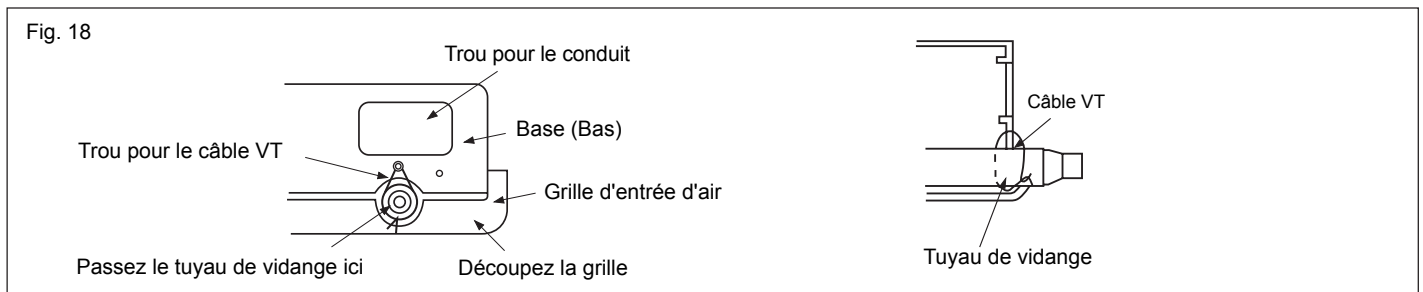 Fig. 18
Trou pour le conduit
Base (Bas)
Trou pour le câble VT
Grille d'entrée d'air
Passez le tuyau de vidange ici
Découpez la grille
Câble VT
Tuyau de vidange